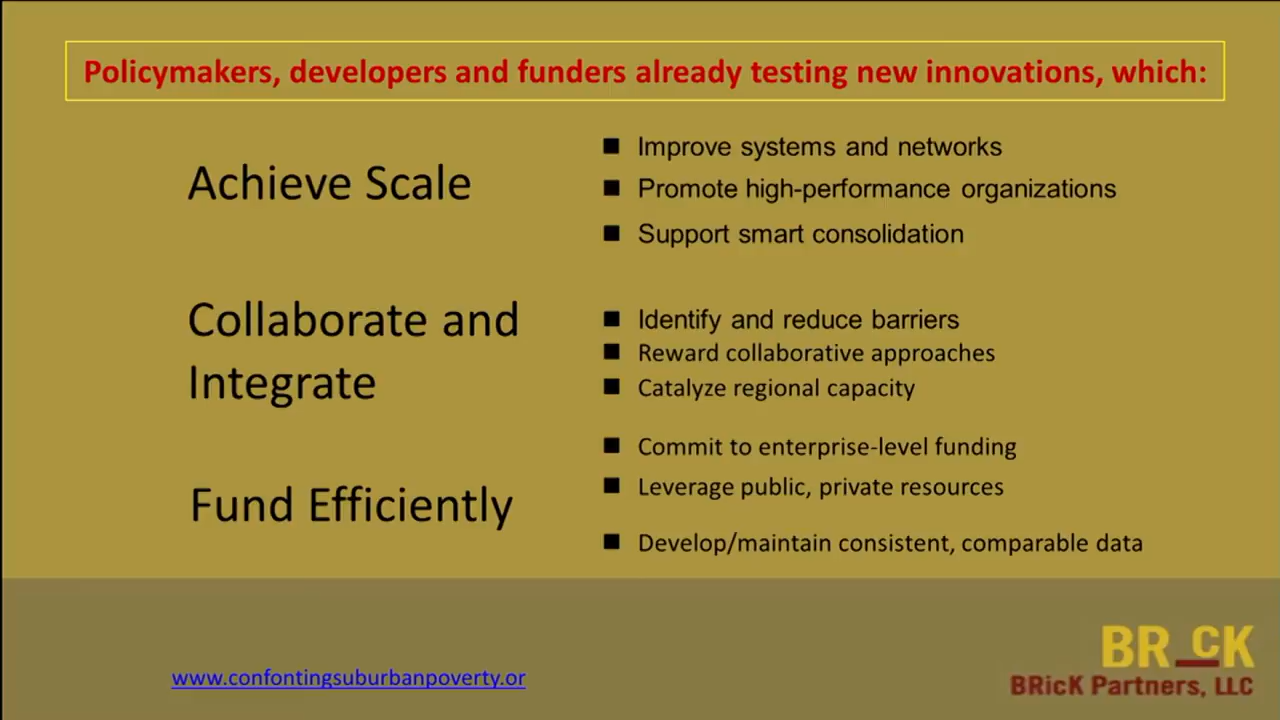 Policymakers, developers and funders already testing new innovations, which:
Achieve Scale
■ Improve systems and networks
■ Promote high-performance organizations
■ Support smart consolidation
Collaborate and
Integrate
■ Identify and reduce barriers
■ Reward collaborative approaches
■ Catalyze regional capacity
Fund Efficiently
■ Commit to enterprise-level funding
■ Leverage public, private resources
■ Develop/maintain consistent, comparable data
www.confontingsuburbanpoverty.or
BR_CK
BRicK Partners, LLC